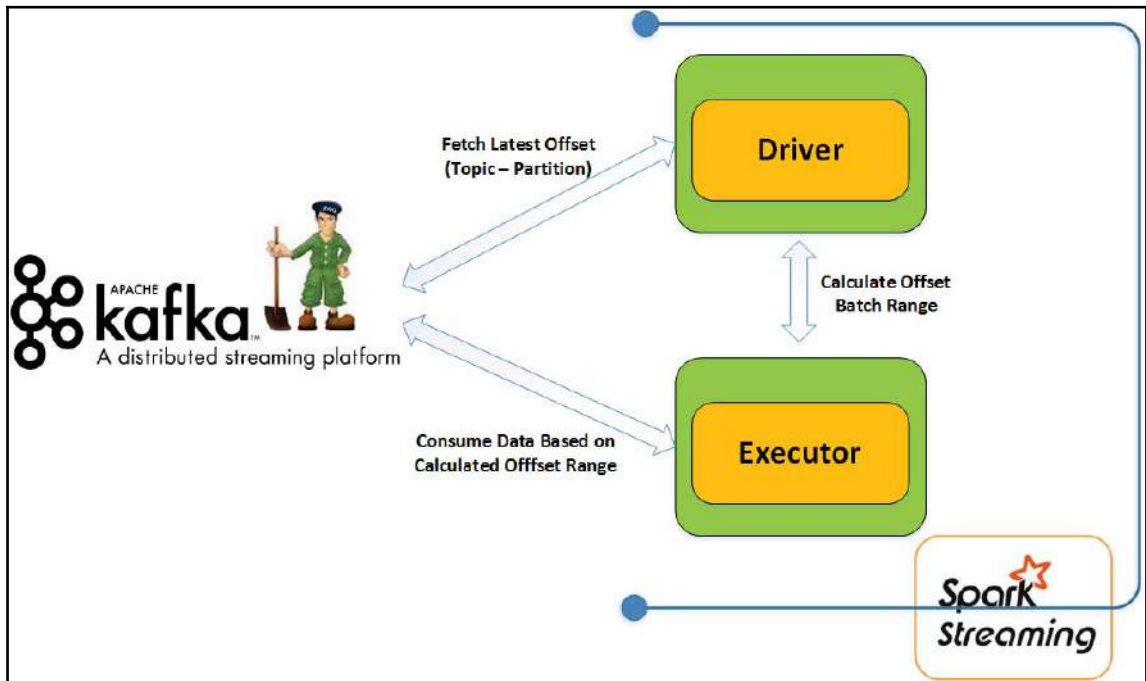 Fetch Latest Offset
(Topic – Partition)
Driver
APACHE
kafka™
A distributed streaming platform
Calculate Offset
Batch Range
Consume Data Based on
Calculated Offfset Range
Executor
Spark
Streaming